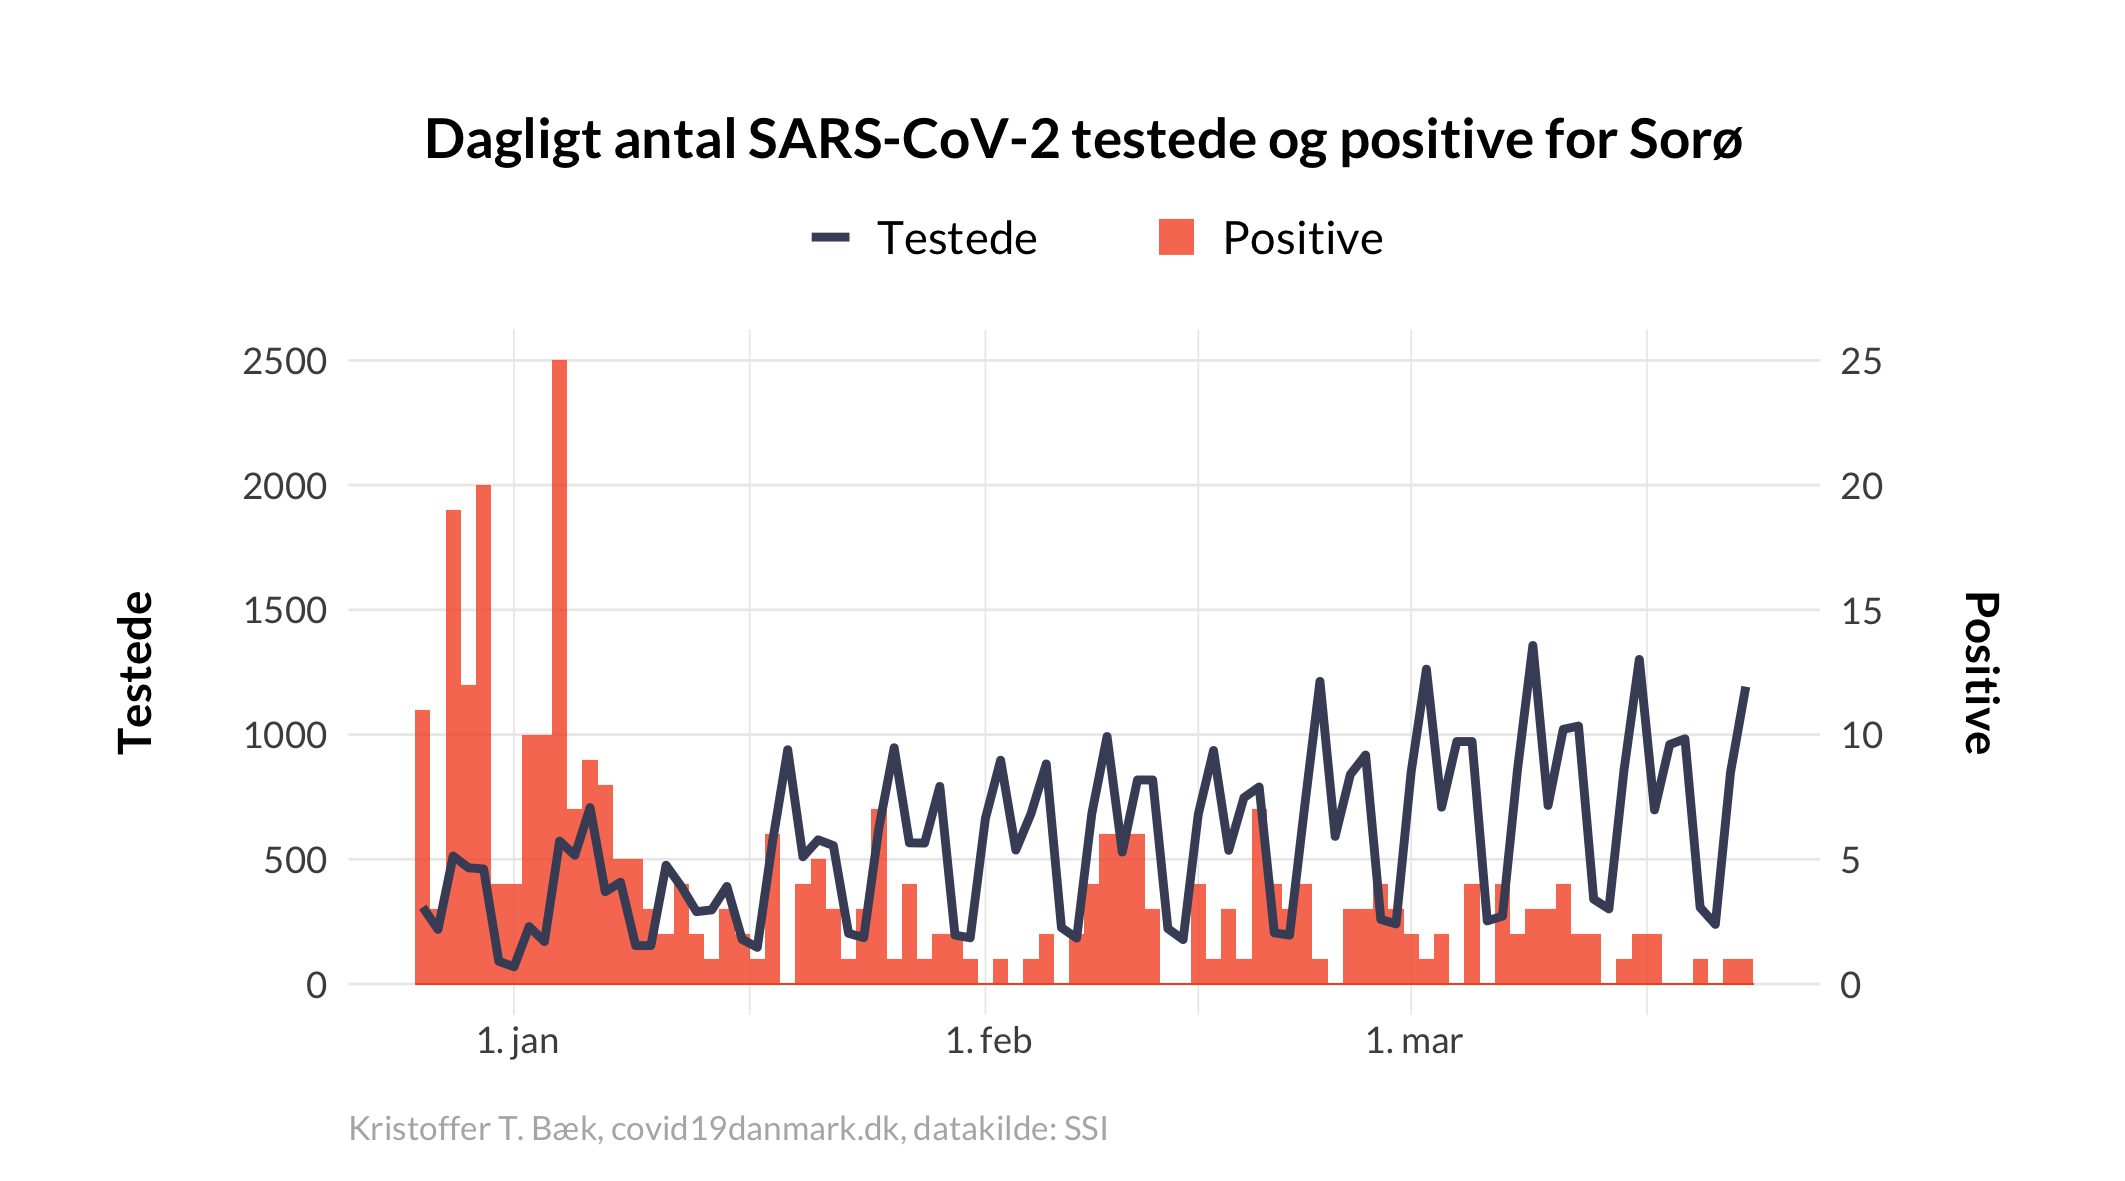 Dagligt antal SARS-CoV-2 testede og positive for Sorø
Testede Positive
2500 25
2000 20
1500 15
1000 10
500 5
0 0
Testede
Positive
1. jan 1. feb 1. mar
Kristoffer T. Bæk, covid19danmark.dk, datakilde: SSI